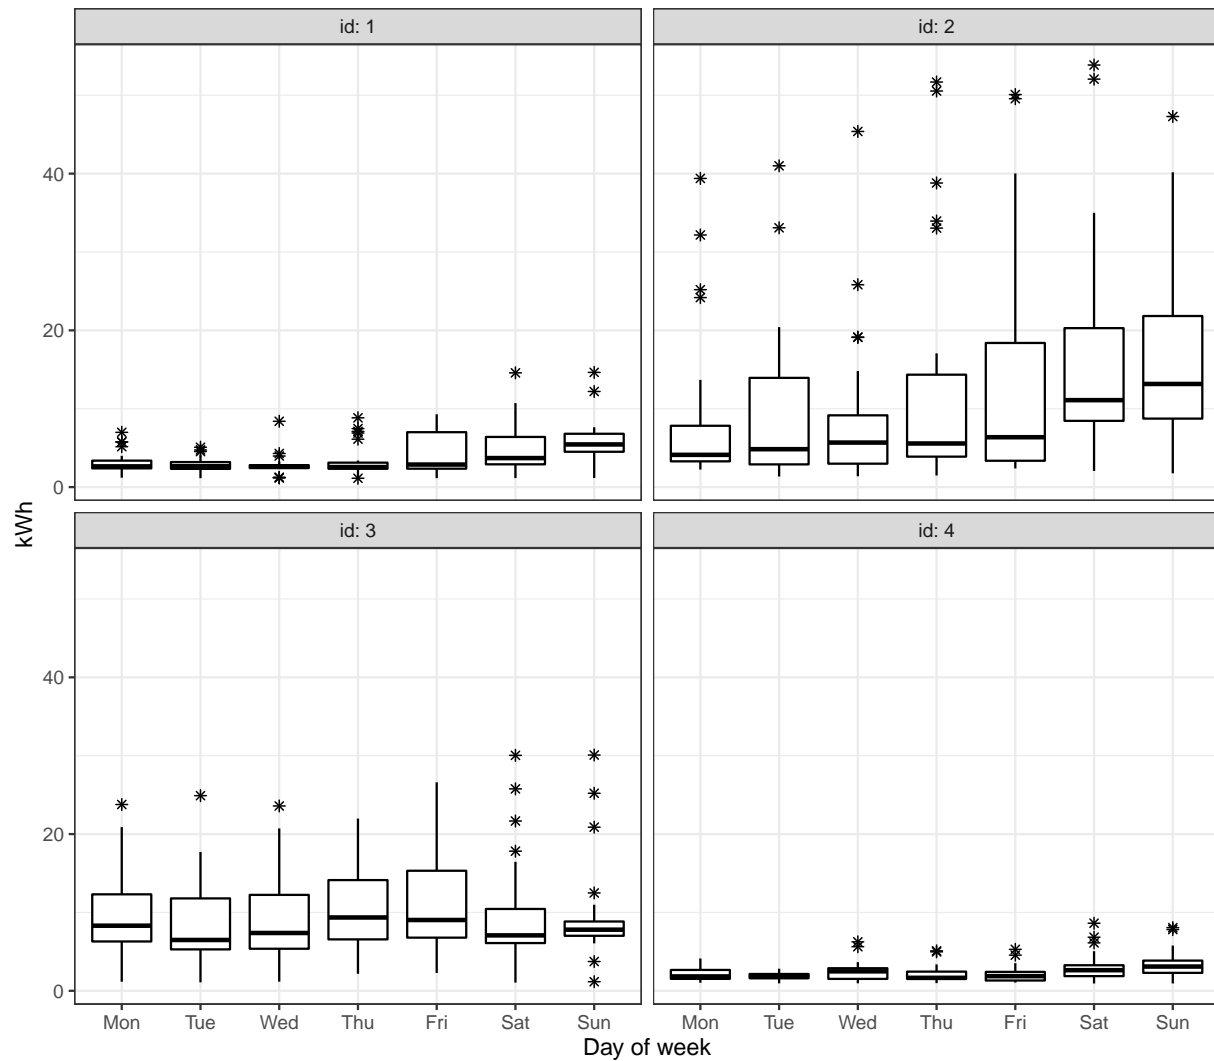 id: 1
id: 2
40
20
0
id: 3
id: 4
40
20
0
kWh
Mon Tue Wed Thu Fri Sat Sun
Mon Tue Wed Thu Fri Sat Sun
Day of week